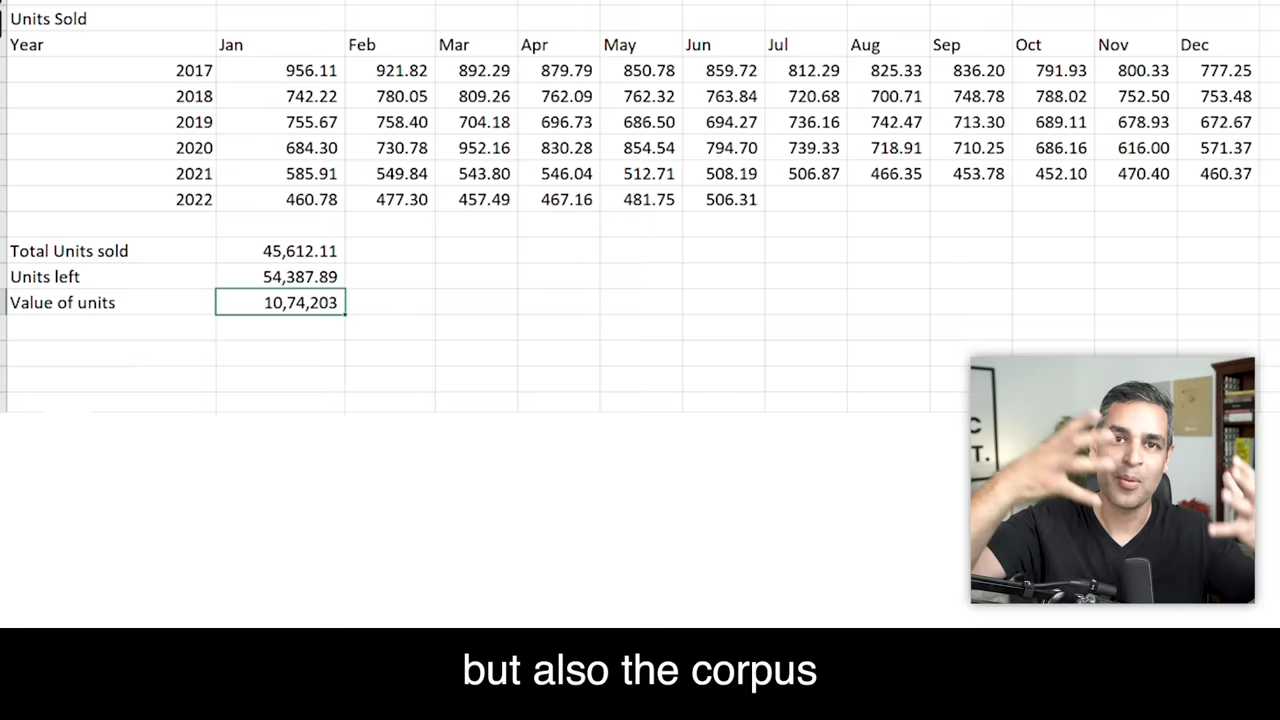 Units Sold
Year Jan Feb Mar Apr May Jun Jul Aug Sep Oct Nov Dec
2017 956.11 921.82 892.29 879.79 850.78 859.72 812.29 825.33 836.20 791.93 800.33 777.25
2018 742.22 780.05 809.26 762.09 762.32 763.84 720.68 700.71 748.78 788.02 752.50 753.48
2019 755.67 758.40 704.18 696.73 686.50 694.27 736.16 742.47 713.30 689.11 678.93 672.67
2020 684.30 730.78 952.16 830.28 854.54 794.70 739.33 718.91 710.25 686.16 616.00 571.37
2021 585.91 549.84 543.80 546.04 512.71 508.19 506.87 466.35 453.78 452.10 470.40 460.37
2022 460.78 477.30 457.49 467.16 481.75 506.31
Total Units sold 45,612.11
Units left 54,387.89
Value of units 10,74,203
C
T.
but also the corpus